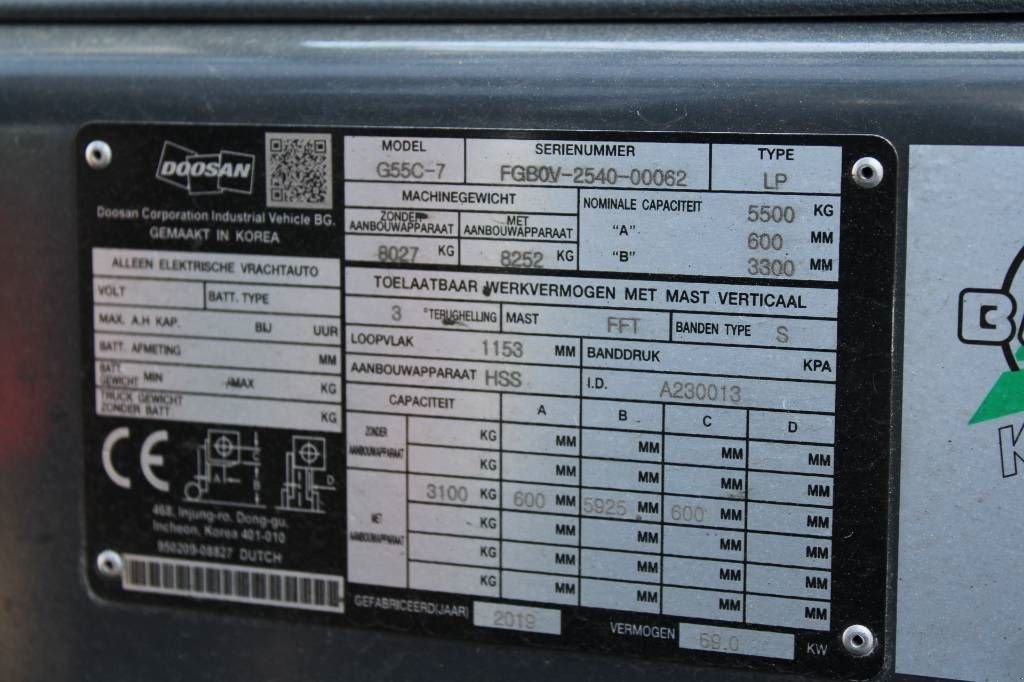 DOOSAN
Doosan Corporation Industrial Vehicle BG.
GEMAAKT IN KOREA
ALLEEN ELEKTRISCHE VRACHTAUTO
VOLT BATT. TYPE
MAX. A.H KAP. BIJ UUR
BATT. AFMETING MM
BATT. GEWICHT MIN /MAX KG
TRUCK GEWICHT ZONDER BATT KG
CE
A B C D
468, Injung-ro, Dong-gu,
Incheon, Korea 401-010
950209-08827 DUTCH
MODEL SERIENUMMER TYPE
G55C-7 FGB0V-2540-00062 LP
MACHINEGEWICHT
ZONDER AANBOUWAPPARAAT MET AANBOUWAPPARAAT
8027 KG 8252 KG
NOMINALE CAPACITEIT 5500 KG
"A" 600 MM
"B" 3300 MM
TOELAATBAAR WERKVERMOGEN MET MAST VERTICAAL
3 °TERUGHELLING MAST FFT BANDEN TYPE S
LOOPVLAK 1153 MM BANDDRUK KPA
AANBOUWAPPARAAT HSS I.D. A230013
CAPACITEIT A B C D
ZONDER AANBOUWAPPARAAT
KG MM MM MM MM
KG MM MM MM MM
MET AANBOUWAPPARAAT
3100 KG 600 MM 5925 MM 600 MM MM
KG MM MM MM MM
KG MM MM MM MM
KG MM MM MM MM
GEFABRICEERD(JAAR) 2019 VERMOGEN 69.0 KW